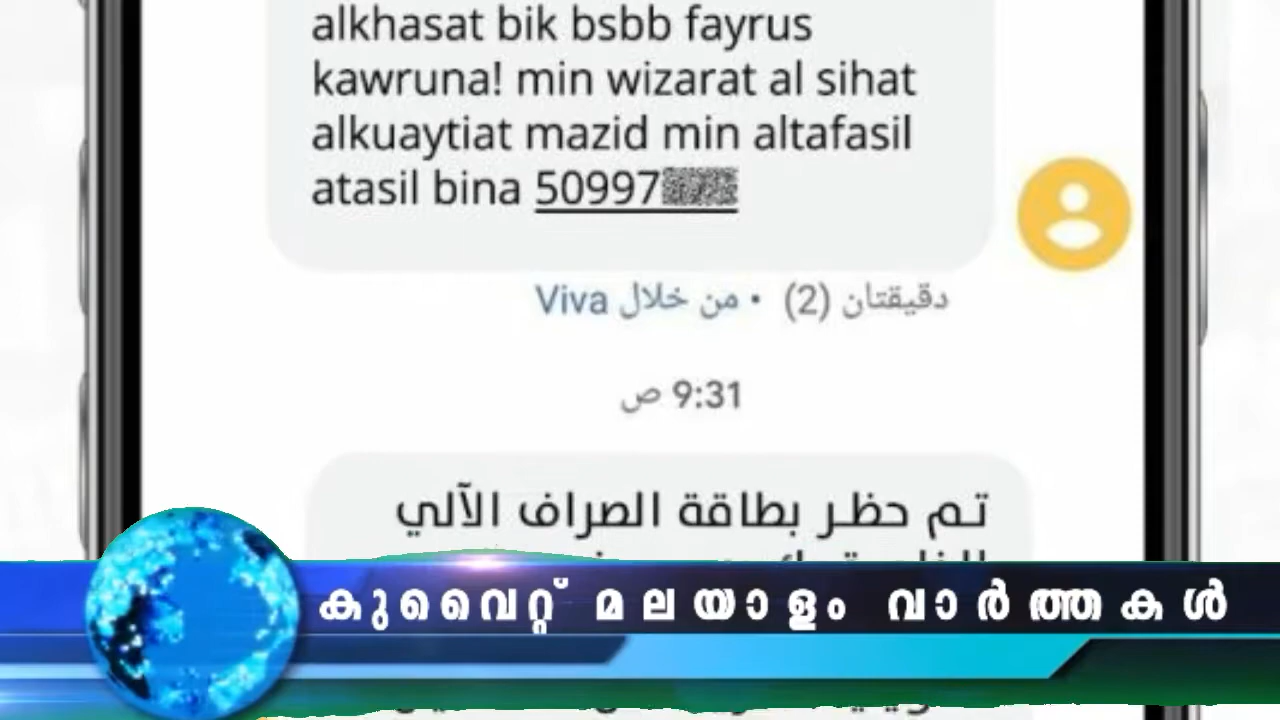 alkhasat bik bsbb fayrus
kawruna! min wizarat al sihat
alkuaytiat mazid min altafasil
atasil bina 50997
دقيقتان (2) • من خلال Viva
9:31 ص
تم حظر بطاقة الصراف الآلي
കുവൈറ്റ് മലയാളം വാർത്തകൾ